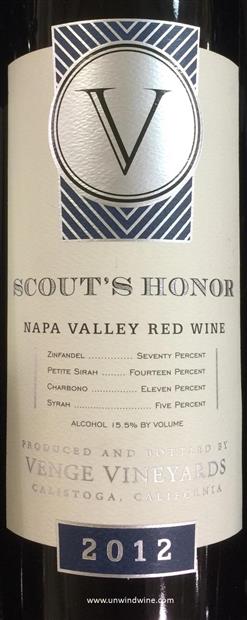 V
SCOUT'S HONOR
NAPA VALLEY RED WINE
ZINFANDEL .............. SEVENTY PERCENT
PETITE SIRAH ....... FOURTEEN PERCENT
CHARBONO .............. ELEVEN PERCENT
SYRAH ......................... FIVE PERCENT
ALCOHOL 15.5% BY VOLUME
PRODUCED AND BOTTLED BY
VENGE VINEYARDS
CALISTOGA, CALIFORNIA
2012
www.unwindwine.com